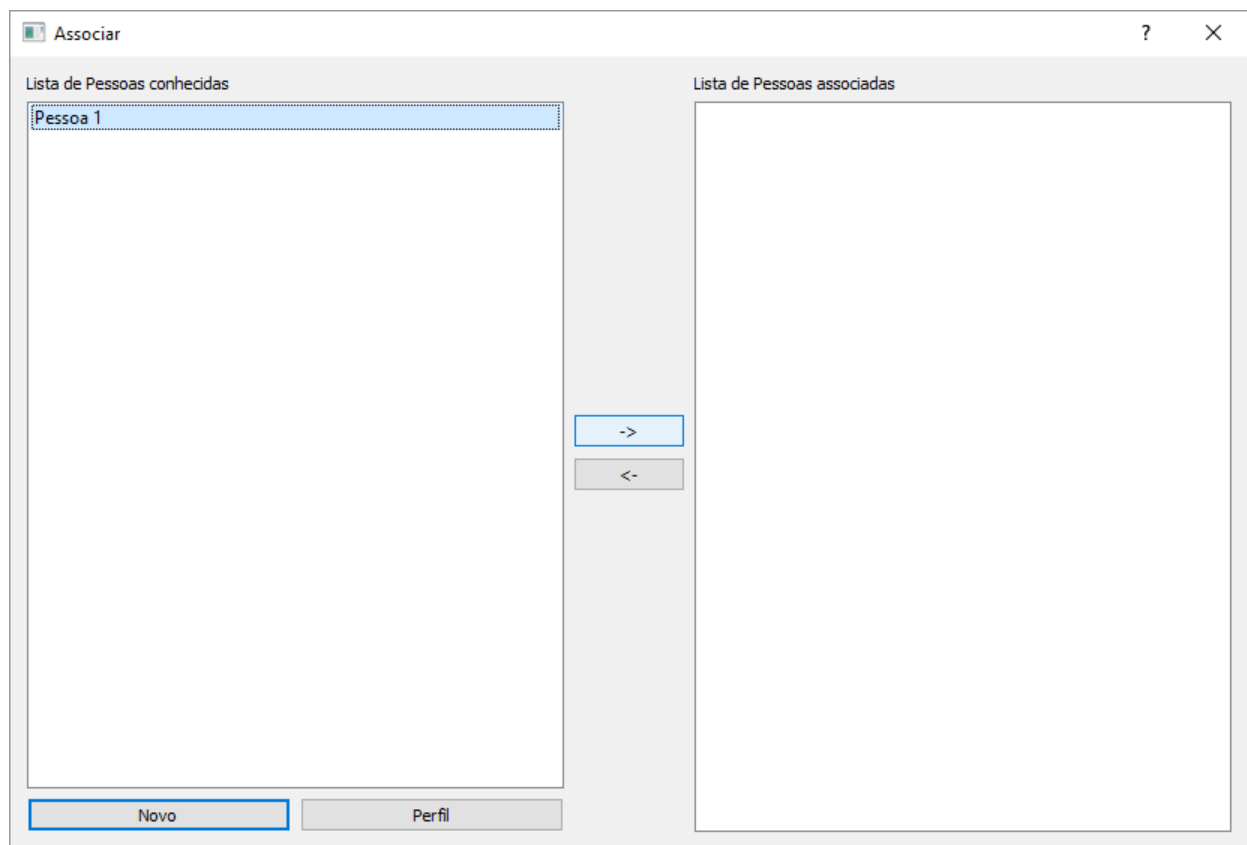 Associar ?
Lista de Pessoas conhecidas
Lista de Pessoas associadas
Pessoa 1
->
<-
Novo
Perfil